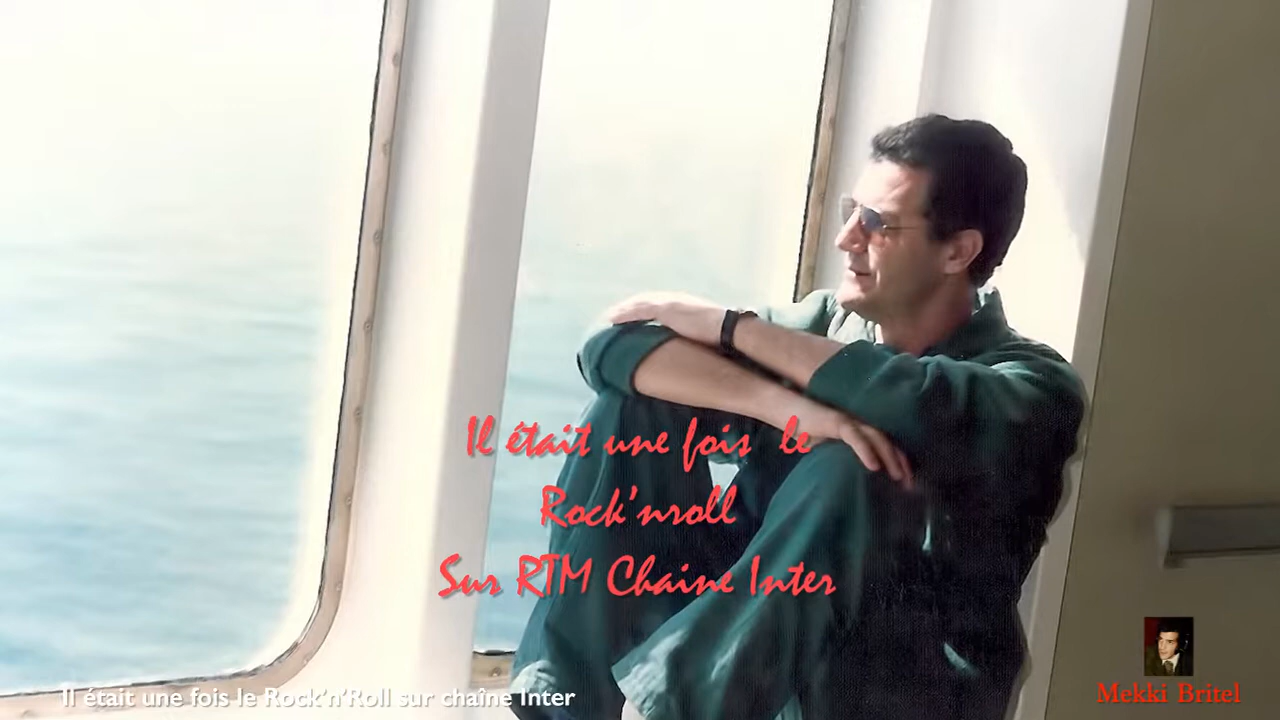 Il était une fois le
Rock'nroll
Sur RTM Chaine Inter
Il était une fois le Rock'n'Roll sur chaîne Inter
Mekki Britel